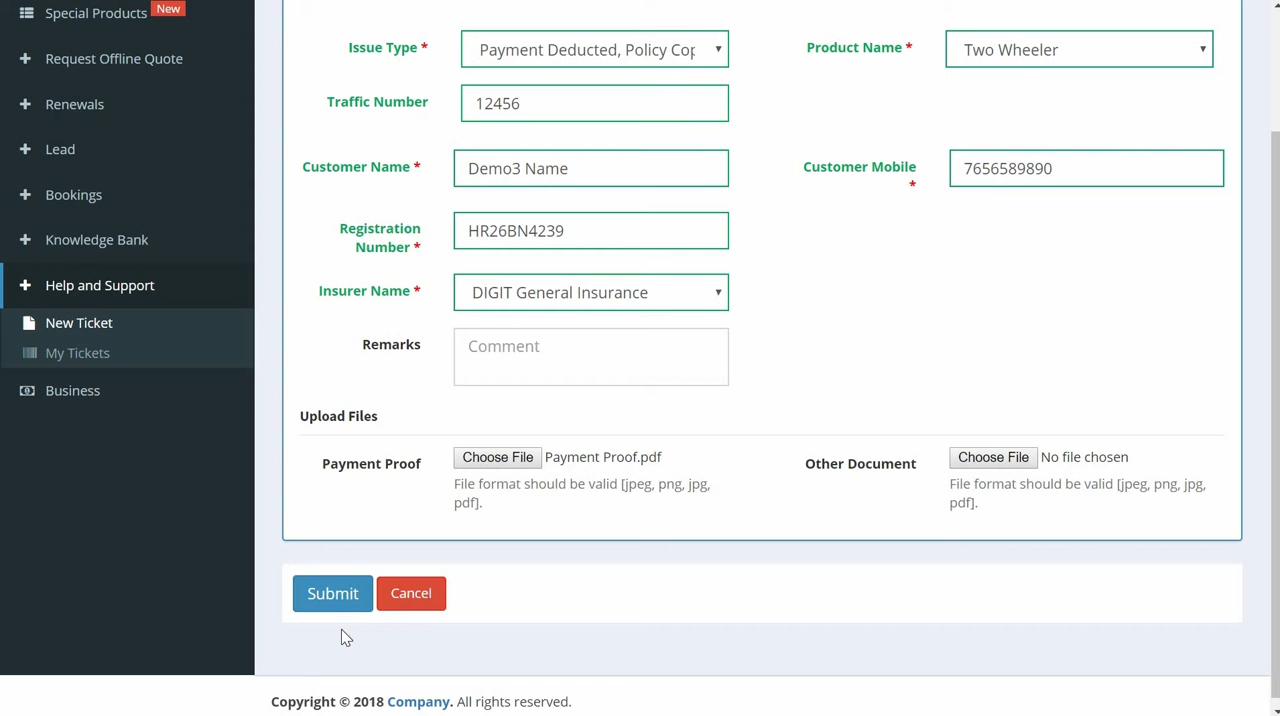 Special Products New
Request Offline Quote
Renewals
Lead
Bookings
Knowledge Bank
Help and Support
New Ticket
My Tickets
Business
Issue Type * Payment Deducted, Policy Cop Product Name * Two Wheeler
Traffic Number 12456
Customer Name * Demo3 Name Customer Mobile * 7656589890
Registration
Number * HR26BN4239
Insurer Name * DIGIT General Insurance
Remarks Comment
Upload Files
Payment Proof Choose File Payment Proof.pdf Other Document Choose File No file chosen
File format should be valid [jpeg, png, jpg, File format should be valid [jpeg, png, jpg,
pdf]. pdf].
Submit Cancel
Copyright © 2018 Company. All rights reserved.